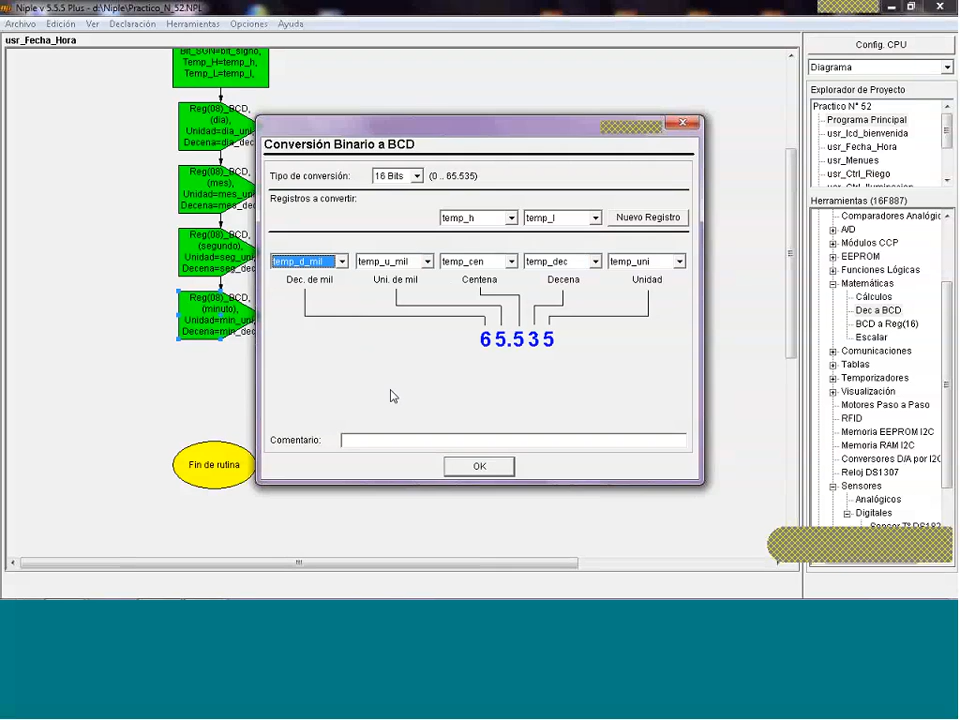 Niple v 5.5.5 Plus - d:\Niple\Practico_N_52.NPL
Archivo Edición Ver Declaración Herramientas Opciones Ayuda
usr_Fecha_Hora
Bit_SGN=bit_signo,
Temp_H=temp_h,
Temp_L=temp_l,
Reg(08)_BCD,
(dia),
Unidad=dia_uni
Decena=dia_dec
Reg(08)_BCD,
(mes),
Unidad=mes_un
Decena=mes_de
Reg(08)_BCD,
(segundo),
Unidad=seg_un
Decena=seg_de
Reg(08)_BCD,
(minuto),
Unidad=min_un
Decena=min_de
Fin de rutina
Conversión Binario a BCD
Tipo de conversión: 16 Bits (0 .. 65.535)
Registros a convertir:
temp_h temp_l Nuevo Registro
temp_d_mil temp_u_mil temp_cen temp_dec temp_uni
Dec. de mil Uni. de mil Centena Decena Unidad
65.535
Comentario:
OK
Config. CPU
Diagrama
Explorador de Proyecto
Practico N° 52
Programa Principal
usr_lcd_bienvenida
usr_Fecha_Hora
usr_Menues
usr_Ctrl_Riego
usr_Ctrl_Iluminacion
Herramientas (16F887)
Comparadores Analógic
A/D
Módulos CCP
EEPROM
Funciones Lógicas
Matemáticas
Cálculos
Dec a BCD
BCD a Reg(16)
Escalar
Comunicaciones
Tablas
Temporizadores
Visualización
Motores Paso a Paso
RFID
Memoria EEPROM I2C
Memoria RAM I2C
Conversores D/A por I2C
Reloj DS1307
Sensores
Analógicos
Digitales